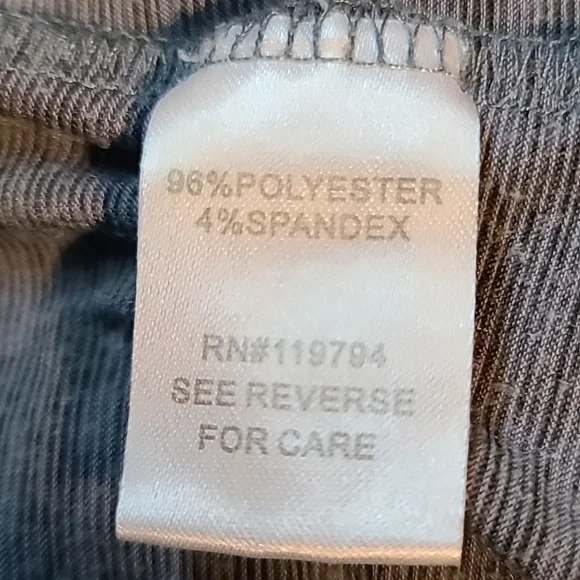 96%POLYESTER
4%SPANDEX
RN#119794
SEE REVERSE
FOR CARE